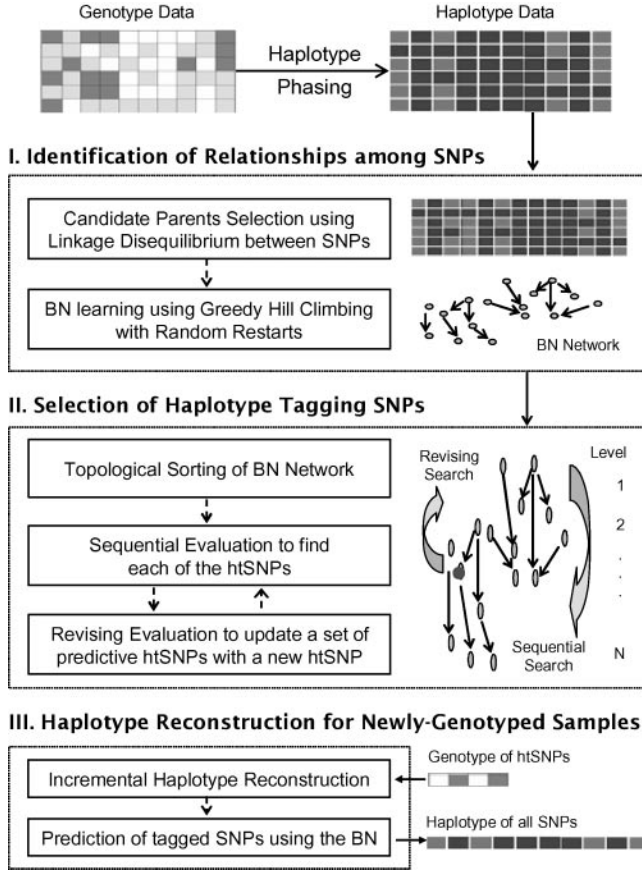 Genotype Data
Haplotype Data
Haplotype
Phasing
I. Identification of Relationships among SNPs
Candidate Parents Selection using
Linkage Disequilibrium between SNPs
BN learning using Greedy Hill Climbing
with Random Restarts
BN Network
II. Selection of Haplotype Tagging SNPs
Topological Sorting of BN Network
Sequential Evaluation to find
each of the htSNPs
Revising Evaluation to update a set of
predictive htSNPs with a new htSNP
Revising
Search
Level
1
2
.
.
.
N
Sequential
Search
III. Haplotype Reconstruction for Newly-Genotyped Samples
Incremental Haplotype Reconstruction
Prediction of tagged SNPs using the BN
Genotype of htSNPs
Haplotype of all SNPs